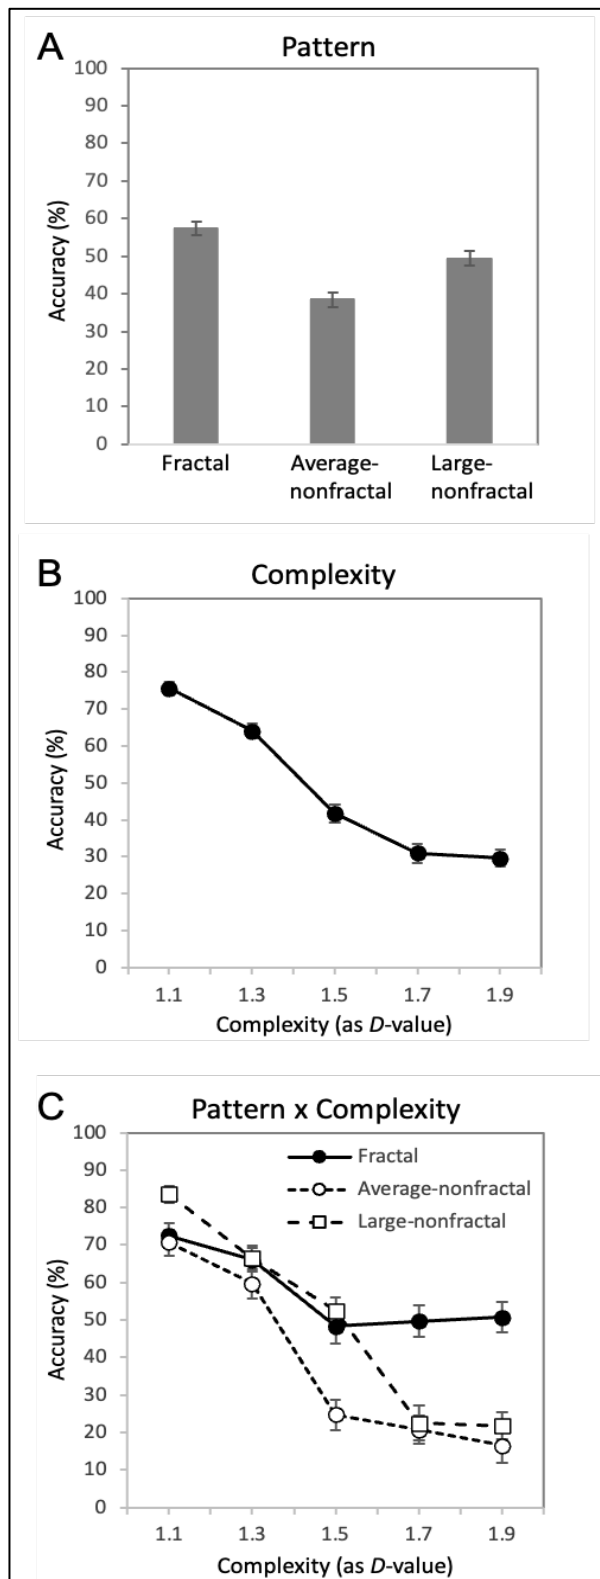 A
Pattern
100
90
80
70
60
50
40
30
20
10
0
Accuracy (%)
Fractal
Average-
nonfractal
Large-
nonfractal
B
Complexity
100
90
80
70
60
50
40
30
20
10
0
Accuracy (%)
1.1 1.3 1.5 1.7 1.9
Complexity (as D-value)
C
Pattern x Complexity
100
90
80
70
60
50
40
30
20
10
0
Accuracy (%)
Fractal
Average-nonfractal
Large-nonfractal
1.1 1.3 1.5 1.7 1.9
Complexity (as D-value)